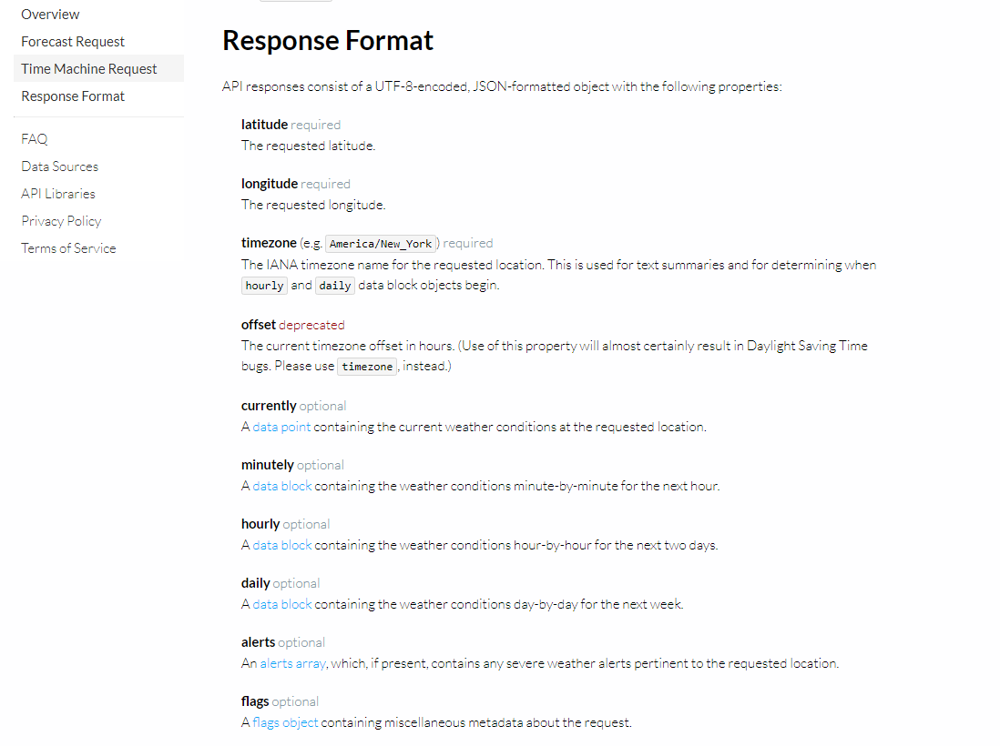 Overview
Forecast Request
Time Machine Request
Response Format
FAQ
Data Sources
API Libraries
Privacy Policy
Terms of Service
Response Format
API responses consist of a UTF-8-encoded, JSON-formatted object with the following properties:
latitude required
The requested latitude.
longitude required
The requested longitude.
timezone (e.g. America/New_York) required
The IANA timezone name for the requested location. This is used for text summaries and for determining when
hourly and daily data block objects begin.
offset deprecated
The current timezone offset in hours. (Use of this property will almost certainly result in Daylight Saving Time
bugs. Please use timezone, instead.)
currently optional
A data point containing the current weather conditions at the requested location.
minutely optional
A data block containing the weather conditions minute-by-minute for the next hour.
hourly optional
A data block containing the weather conditions hour-by-hour for the next two days.
daily optional
A data block containing the weather conditions day-by-day for the next week.
alerts optional
An alerts array, which, if present, contains any severe weather alerts pertinent to the requested location.
flags optional
A flags object containing miscellaneous metadata about the request.